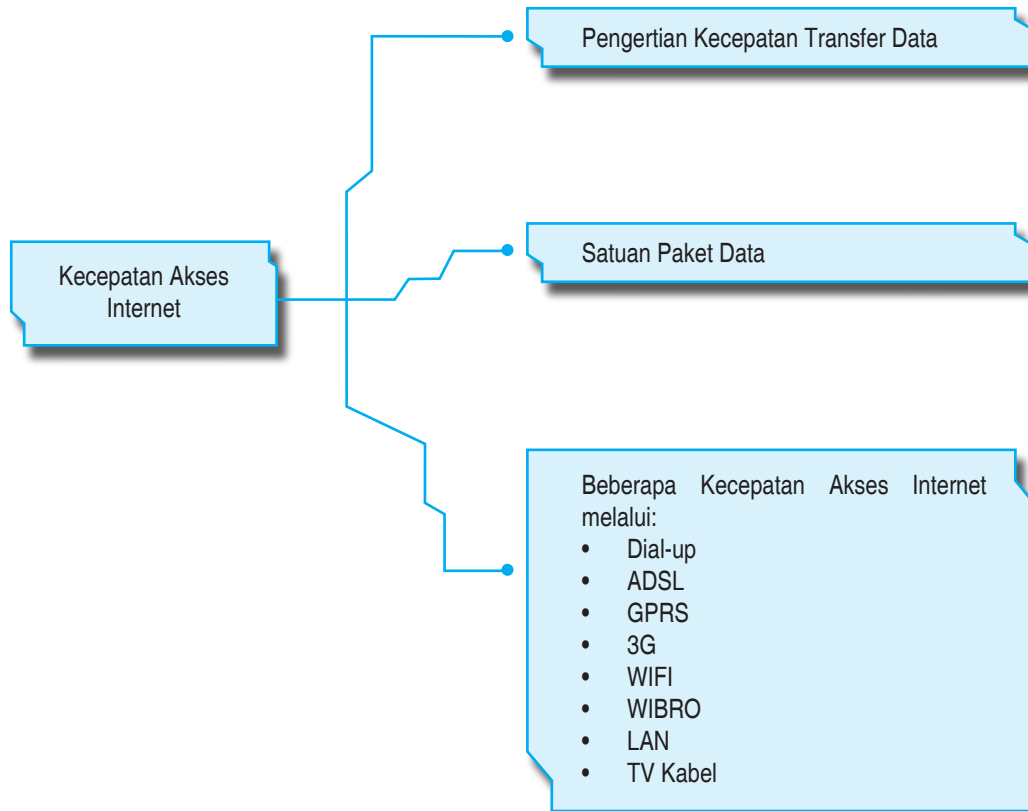 Pengertian Kecepatan Transfer Data
Kecepatan Akses
Internet
Satuan Paket Data
Beberapa Kecepatan Akses Internet
melalui:
• Dial-up
• ADSL
• GPRS
• 3G
• WIFI
• WIBRO
• LAN
• TV Kabel